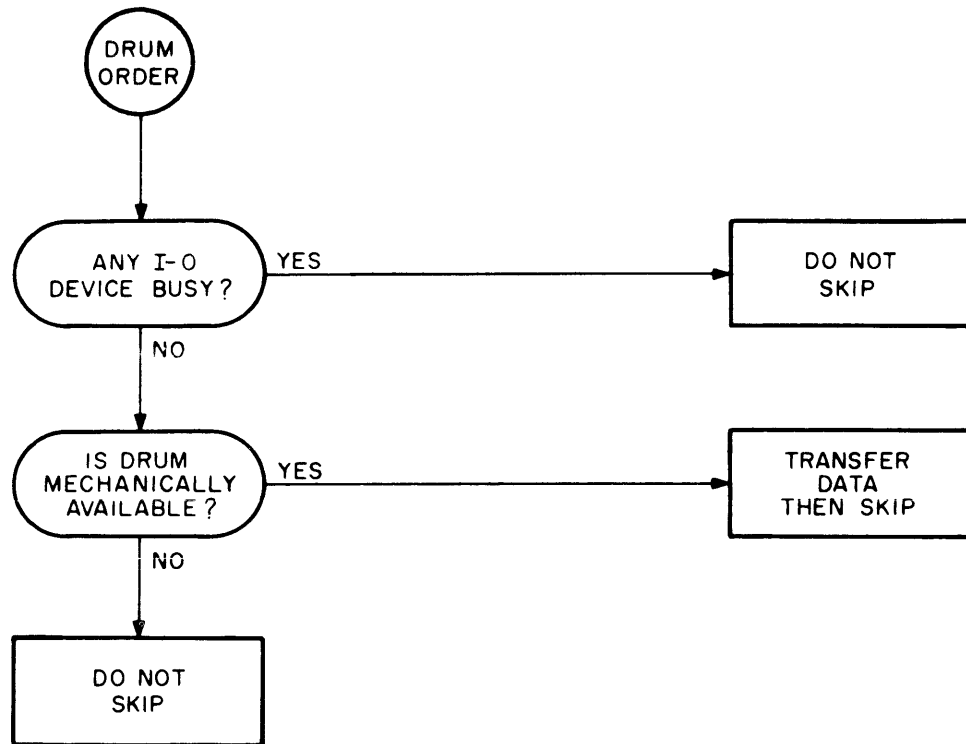 DRUM
ORDER
ANY I-O
DEVICE BUSY?
YES
DO NOT
SKIP
NO
IS DRUM
MECHANICALLY
AVAILABLE?
YES
TRANSFER
DATA
THEN SKIP
NO
DO NOT
SKIP